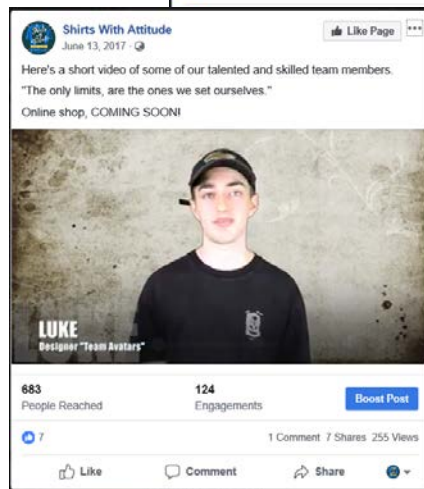 Shirts With Attitude
June 13, 2017
Like Page
Here's a short video of some of our talented and skilled team members.
"The only limits, are the ones we set ourselves."
Online shop, COMING SOON!
LUKE
Designer "Team Avatars"
683
People Reached
124
Engagements
Boost Post
7
1 Comment 7 Shares 255 Views
Like
Comment
Share